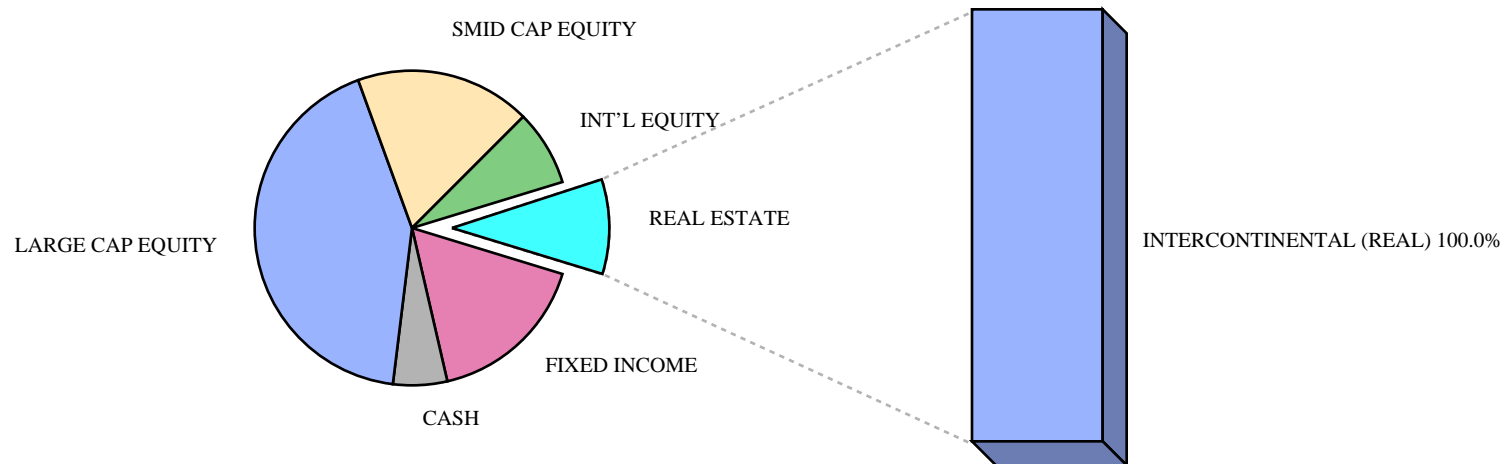 SMID CAP EQUITY
INT'L EQUITY
REAL ESTATE
LARGE CAP EQUITY
INTERCONTINENTAL (REAL) 100.0%
FIXED INCOME
CASH